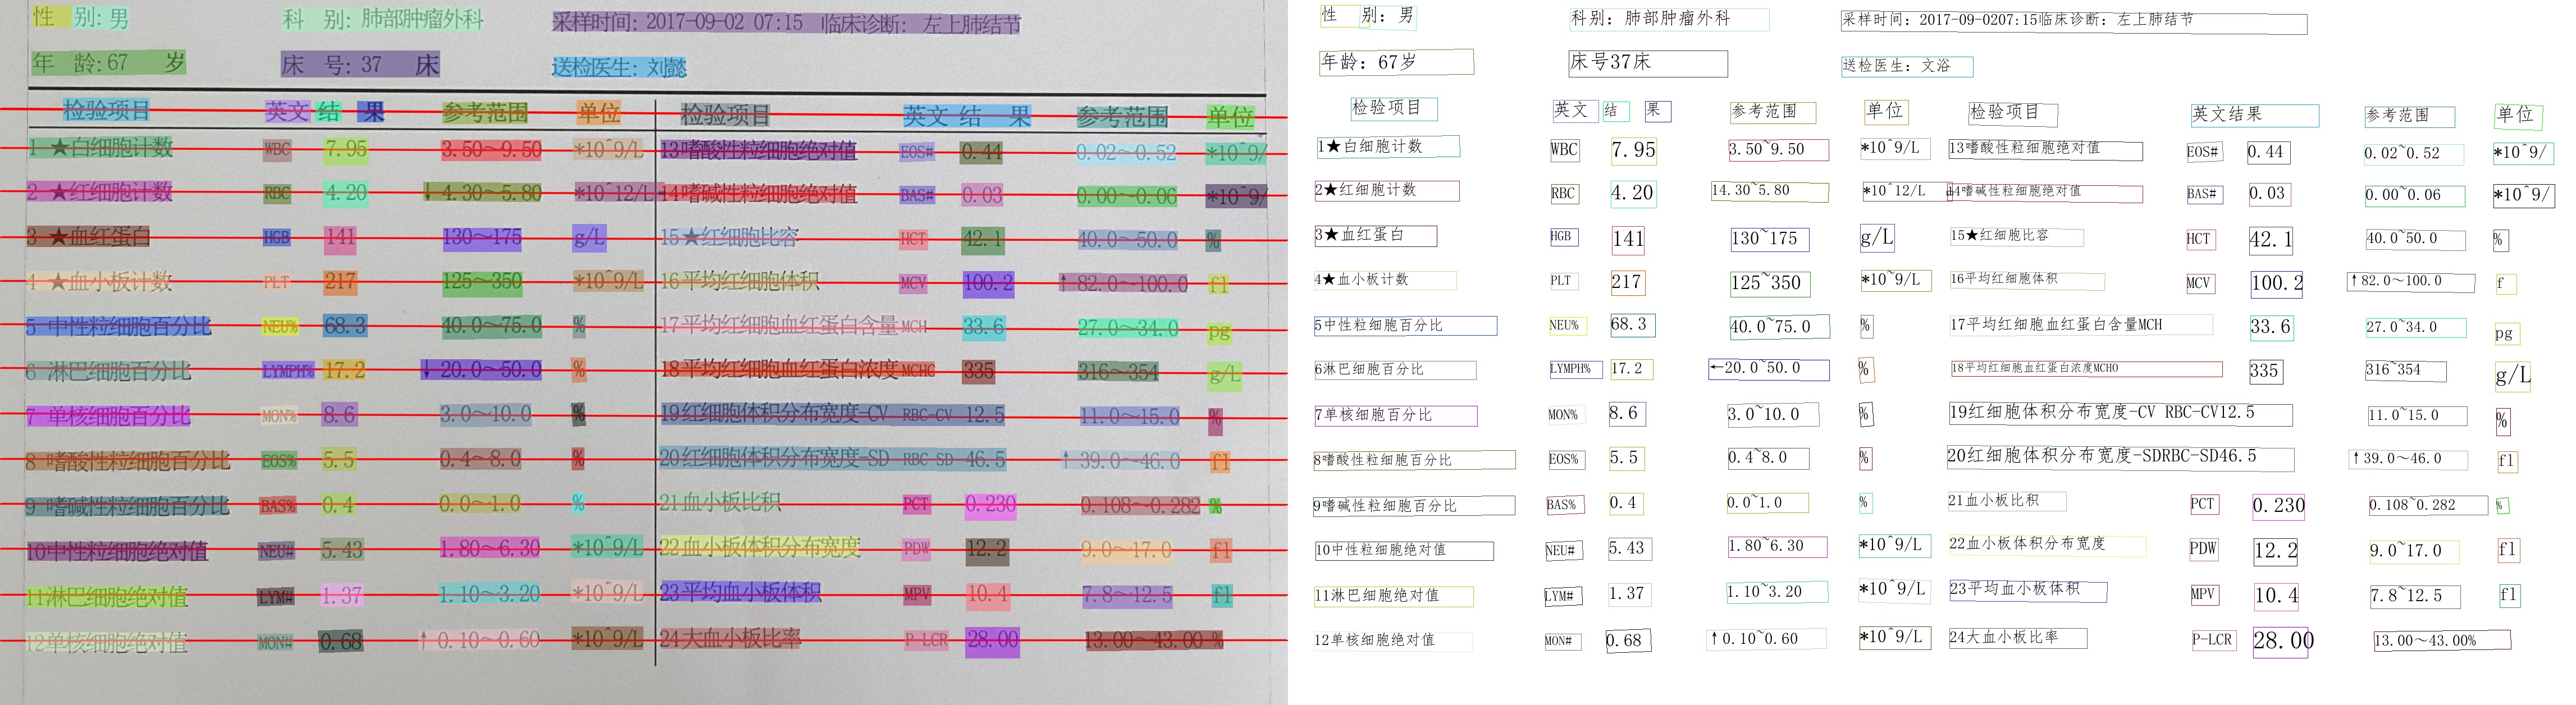 性 别: 男 科 别: 肺部肿瘤外科 采样时间: 2017-09-02 07:15 临床诊断: 左上肺结节
年 龄: 67 岁 床 号: 37 床 送检医生: 刘懿
检验项目 英文 结 果 参考范围 单位 检验项目 英文 结 果 参考范围 单位
1 ★白细胞计数 WBC 7.95 3.50~9.50 *10^9/L 13嗜酸性粒细胞绝对值 EOS# 0.44 0.02~0.52 *10^9/
2 ★红细胞计数 RBC 4.20 ↓ 4.30~5.80 *10^12/L 14嗜碱性粒细胞绝对值 BAS# 0.03 0.00~0.06 *10^9/
3 ★血红蛋白 HGB 141 130~175 g/L 15★红细胞比容 HCT 42.1 40.0~50.0 %
4 ★血小板计数 PLT 217 125~350 *10^9/L 16平均红细胞体积 MCV 100.2 ↑ 82.0~100.0 fl
5 中性粒细胞百分比 NEU% 68.3 40.0~75.0 % 17平均红细胞血红蛋白含量 MCH 33.6 27.0~34.0 pg
6 淋巴细胞百分比 LYMPH% 17.2 ↓ 20.0~50.0 % 18平均红细胞血红蛋白浓度 MCHC 335 316~354 g/L
7 单核细胞百分比 MON% 8.6 3.0~10.0 % 19红细胞体积分布宽度-CV RBC-CV 12.5 11.0~15.0 %
8 嗜酸性粒细胞百分比 EOS% 5.5 0.4~8.0 % 20红细胞体积分布宽度-SD RBC-SD 46.5 ↑ 39.0~46.0 fl
9 嗜碱性粒细胞百分比 BAS% 0.4 0.0~1.0 % 21血小板比积 PCT 0.230 0.108~0.282 %
10中性粒细胞绝对值 NEU# 5.43 1.80~6.30 *10^9/L 22血小板体积分布宽度 PDW 12.2 9.0~17.0 fl
11淋巴细胞绝对值 LYM# 1.37 1.10~3.20 *10^9/L 23平均血小板体积 MPV 10.4 7.8~12.5 fl
12单核细胞绝对值 MON# 0.68 ↑ 0.10~0.60 *10^9/L 24大血小板比率 P-LCR 28.00 13.00~43.00 %
性 别: 男 科别: 肺部肿瘤外科 采样时间: 2017-09-0207:15临床诊断: 左上肺结节
年龄: 67岁 床号37床 送检医生: 文浴
检验项目 英文 结 果 参考范围 单位 检验项目 英文结果 参考范围 单位
1★白细胞计数 WBC 7.95 3.50~9.50 *10^9/L 13嗜酸性粒细胞绝对值 EOS# 0.44 0.02~0.52 *10^9/
2★红细胞计数 RBC 4.20 14.30~5.80 *10^12/L 14嗜碱性粒细胞绝对值 BAS# 0.03 0.00~0.06 *10^9/
3★血红蛋白 HGB 141 130~175 g/L 15★红细胞比容 HCT 42.1 40.0~50.0 %
4★血小板计数 PLT 217 125~350 *10^9/L 16平均红细胞体积 MCV 100.2 ↑82.0~100.0 f
5中性粒细胞百分比 NEU% 68.3 40.0~75.0 % 17平均红细胞血红蛋白含量MCH 33.6 27.0~34.0 pg
6淋巴细胞百分比 LYMPH% 17.2 ←20.0~50.0 % 18平均红细胞血红蛋白浓度MCHO 335 316~354 g/L
7单核细胞百分比 MON% 8.6 3.0~10.0 % 19红细胞体积分布宽度-CV RBC-CV12.5 11.0~15.0 %
8嗜酸性粒细胞百分比 EOS% 5.5 0.4~8.0 % 20红细胞体积分布宽度-SDRBC-SD46.5 ↑39.0~46.0 fl
9嗜碱性粒细胞百分比 BAS% 0.4 0.0~1.0 % 21血小板比积 PCT 0.230 0.108~0.282 %
10中性粒细胞绝对值 NEU# 5.43 1.80~6.30 *10^9/L 22血小板体积分布宽度 PDW 12.2 9.0~17.0 fl
11淋巴细胞绝对值 LYM# 1.37 1.10~3.20 *10^9/L 23平均血小板体积 MPV 10.4 7.8~12.5 fl
12单核细胞绝对值 MON# 0.68 ↑0.10~0.60 *10^9/L 24大血小板比率 P-LCR 28.00 13.00~43.00%